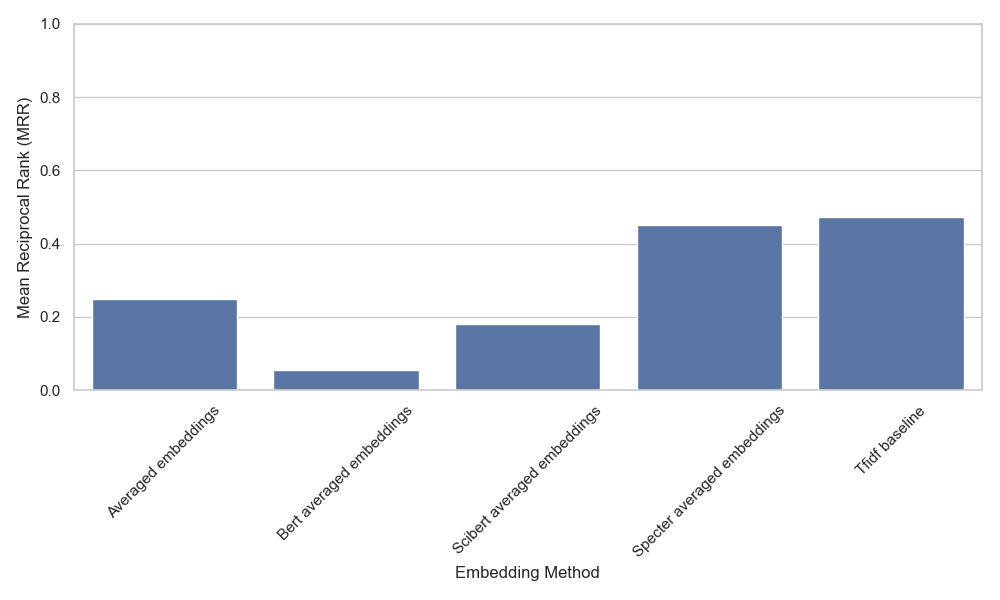 1.0
0.8
0.6
0.4
0.2
0.0
Mean Reciprocal Rank (MRR)
Averaged embeddings
Bert averaged embeddings
Scibert averaged embeddings
Specter averaged embeddings
Tfidf baseline
Embedding Method